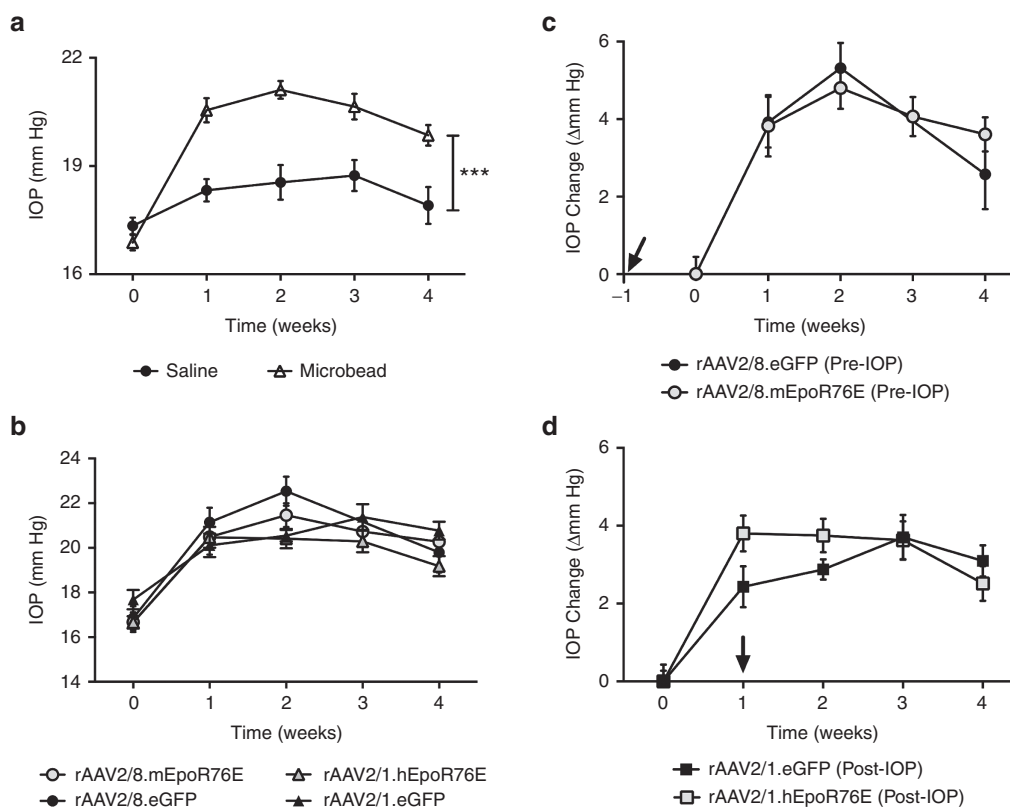 a
22
19
16
IOP (mm Hg)
***
0 1 2 3 4
Time (weeks)
Saline Microbead
b
24
22
20
18
16
14
IOP (mm Hg)
0 1 2 3 4
Time (weeks)
rAAV2/8.mEpoR76E rAAV2/1.hEpoR76E
rAAV2/8.eGFP rAAV2/1.eGFP
c
6
4
2
0
IOP Change (Δmm Hg)
−1 0 1 2 3 4
Time (weeks)
rAAV2/8.eGFP (Pre-IOP)
rAAV2/8.mEpoR76E (Pre-IOP)
d
6
4
2
0
IOP Change (Δmm Hg)
0 1 2 3 4
Time (weeks)
rAAV2/1.eGFP (Post-IOP)
rAAV2/1.hEpoR76E (Post-IOP)